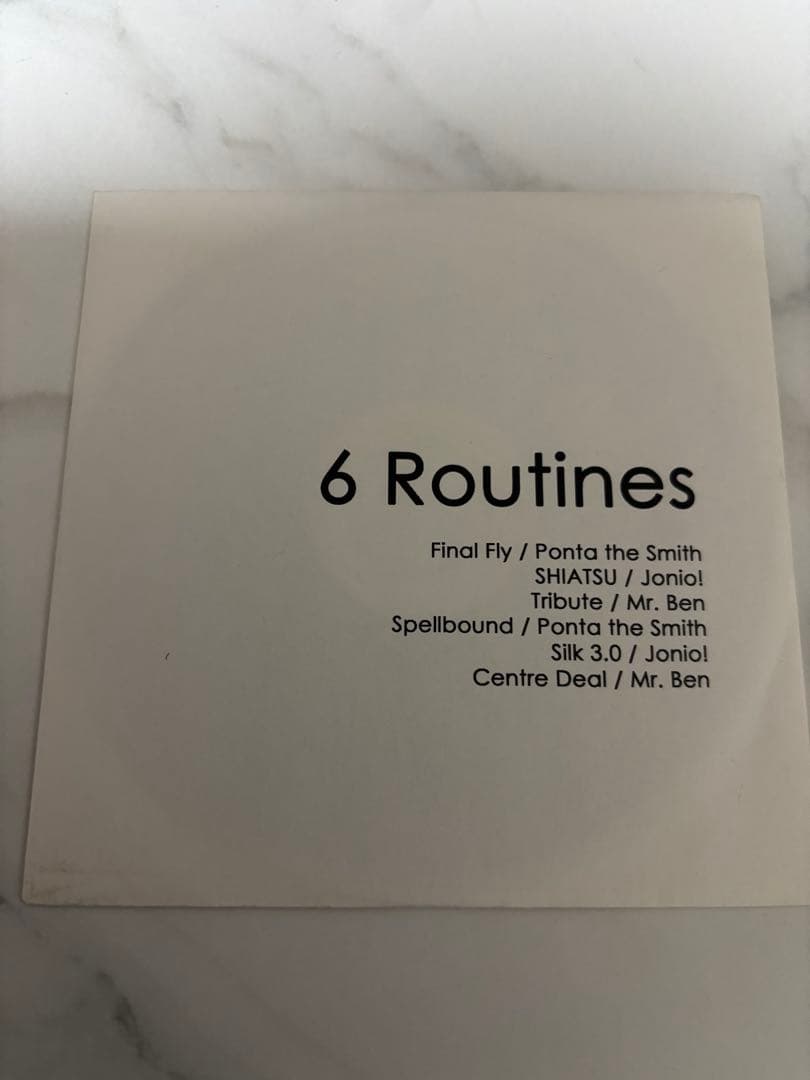 6 Routines
Final Fly / Ponta the Smith
SHIATSU / Jonio!
Tribute / Mr. Ben
Spellbound / Ponta the Smith
Silk 3.0 / Jonio!
Centre Deal / Mr. Ben